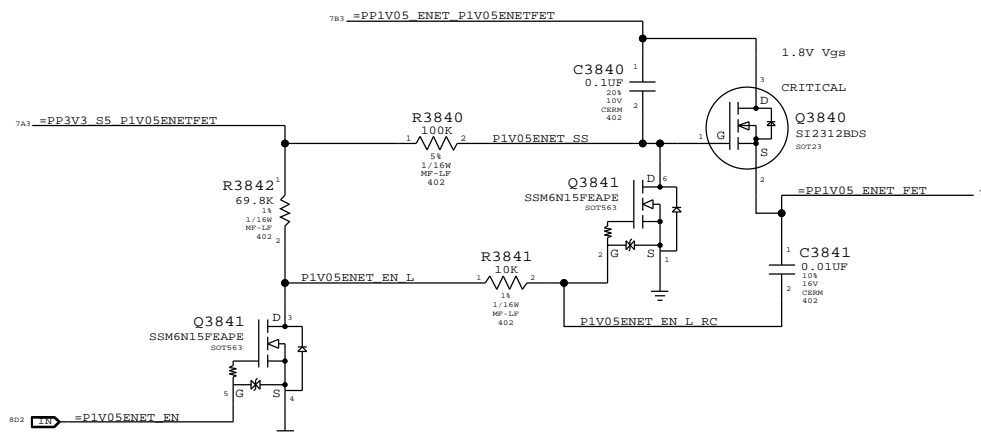 7B3 =PP1V05_ENET_P1V05ENETFET
1.8V Vgs
CRITICAL
1
C3840
0.1UF
20%
10V
CERM
402
2
3
D
Q3840
SI2312BDS
SOT23
1
G
S
2
7A3 =PP3V3_S5_P1V05ENETFET
R3840
100K
1 2
5%
1/16W
MF-LF
402
P1V05ENET_SS
=PP1V05_ENET_FET
1
R3842
69.8K
1%
1/16W
MF-LF
402
2
Q3841
SSM6N15FEAPE
SOT563
D 6
2 G S 1
1
C3841
0.01UF
10%
16V
CERM
402
2
P1V05ENET_EN_L
R3841
10K
1 2
1%
1/16W
MF-LF
402
P1V05ENET_EN_L_RC
Q3841
SSM6N15FEAPE
SOT563
D 3
5 G S 4
8D2 IN =P1V05ENET_EN